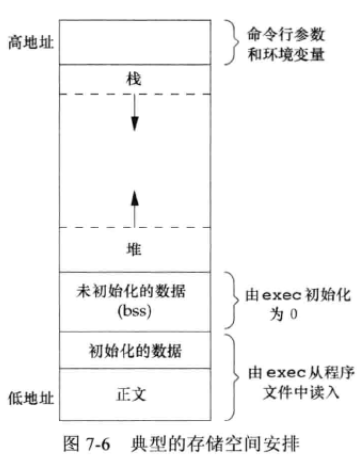 高地址
命令行参数
和环境变量
栈
堆
未初始化的数据
(bss)
由exec初始化
为 0
初始化的数据
由exec从程序
文件中读入
低地址
正文
图 7-6 典型的存储空间安排